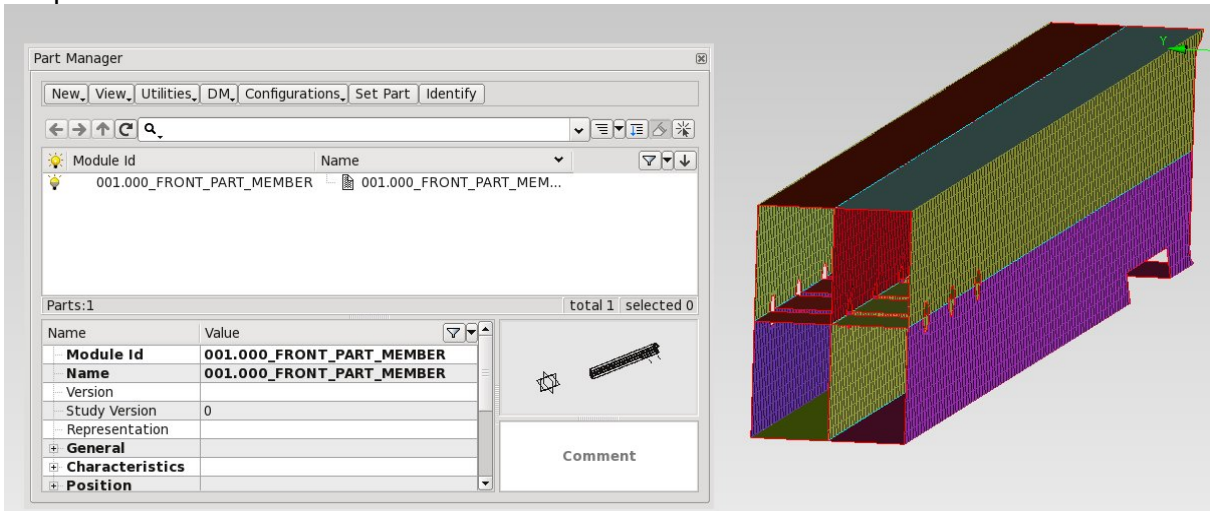 Part Manager
New View Utilities DM Configurations Set Part Identify
Module Id Name
001.000_FRONT_PART_MEMBER 001.000_FRONT_PART_MEM...
Parts:1 total 1 selected 0
Name Value
Module Id 001.000_FRONT_PART_MEMBER
Name 001.000_FRONT_PART_MEMBER
Version
Study Version 0
Representation
General
Characteristics
Position
Comment
Y